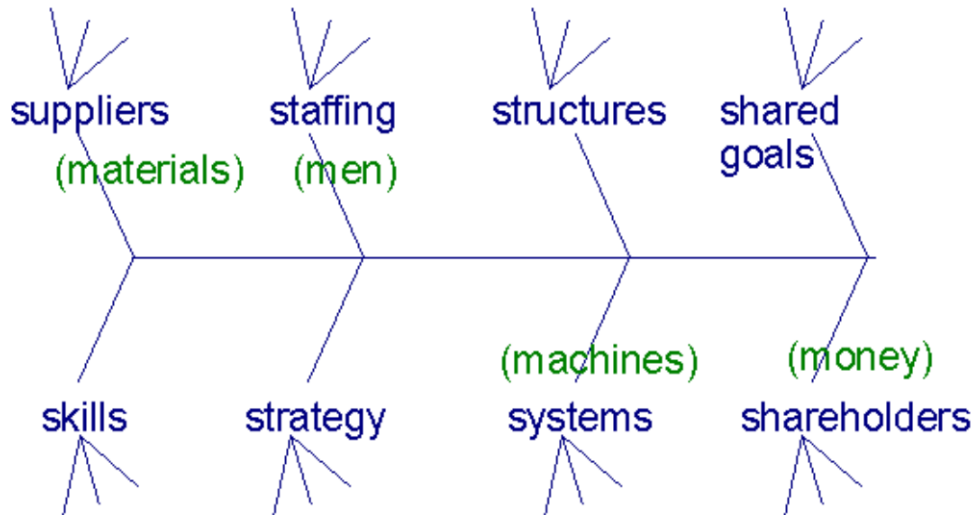 suppliers staffing structures shared
goals
(materials) (men)
(machines) (money)
skills strategy systems shareholders